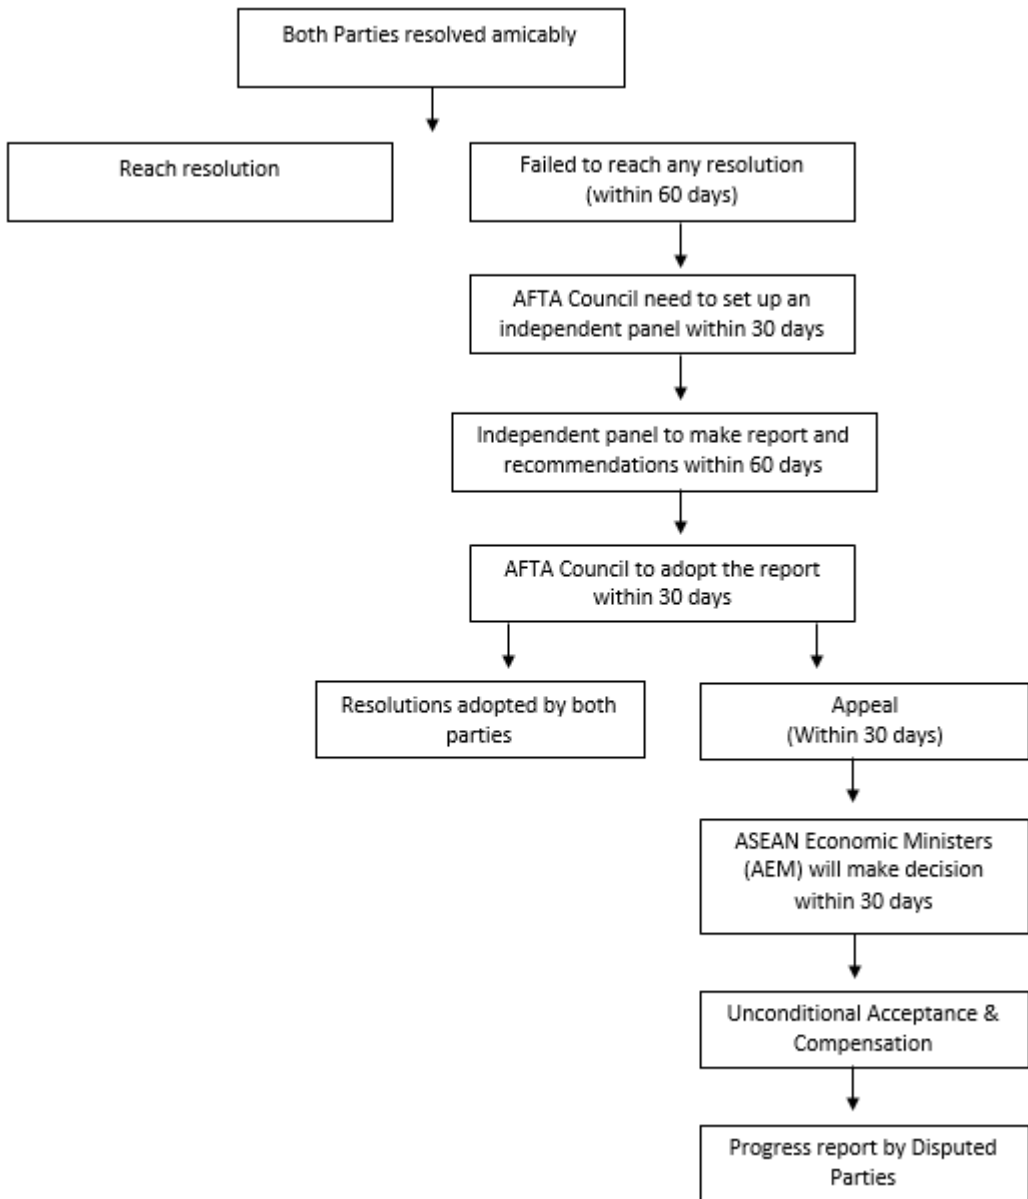 Both Parties resolved amicably
Reach resolution
Failed to reach any resolution
(within 60 days)
AFTA Council need to set up an
independent panel within 30 days
Independent panel to make report and
recommendations within 60 days
AFTA Council to adopt the report
within 30 days
Resolutions adopted by both
parties
Appeal
(Within 30 days)
ASEAN Economic Ministers
(AEM) will make decision
within 30 days
Unconditional Acceptance &
Compensation
Progress report by Disputed
Parties